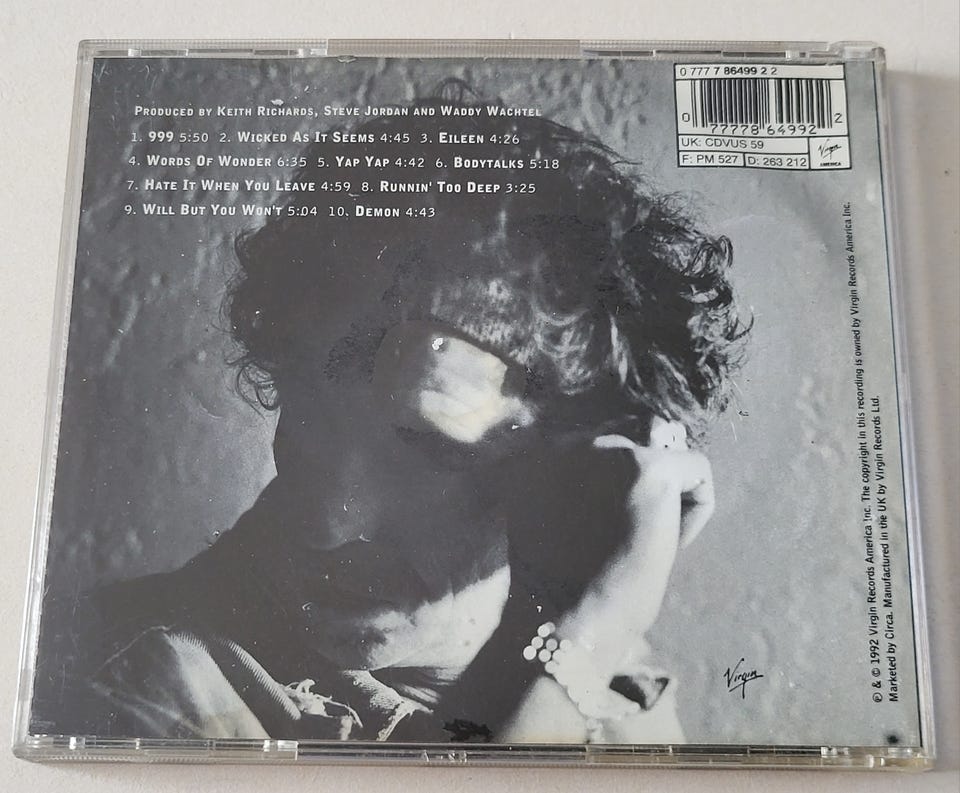 PRODUCED BY KEITH RICHARDS, STEVE JORDAN AND WADDY WACHTEL
1. 999 5:50 2. WICKED AS IT SEEMS 4:45 3. EILEEN 4:26
4. WORDS OF WONDER 6:35 5. YAP YAP 4:42 6. BODYTALKS 5:18
7. HATE IT WHEN YOU LEAVE 4:59 8. RUNNIN' TOO DEEP 3:25
9. WILL BUT YOU WON'T 5:04 10. DEMON 4:43
0 777 7 86499 2 2
0 77778 64992 2
UK: CDVUS 59
F: PM 527 D: 263 212
Virgin
AMERICA
℗ & © 1992 Virgin Records America Inc. The copyright in this recording is owned by Virgin Records America Inc.
Marketed by Circa. Manufactured in the UK by Virgin Records Ltd.
Virgin